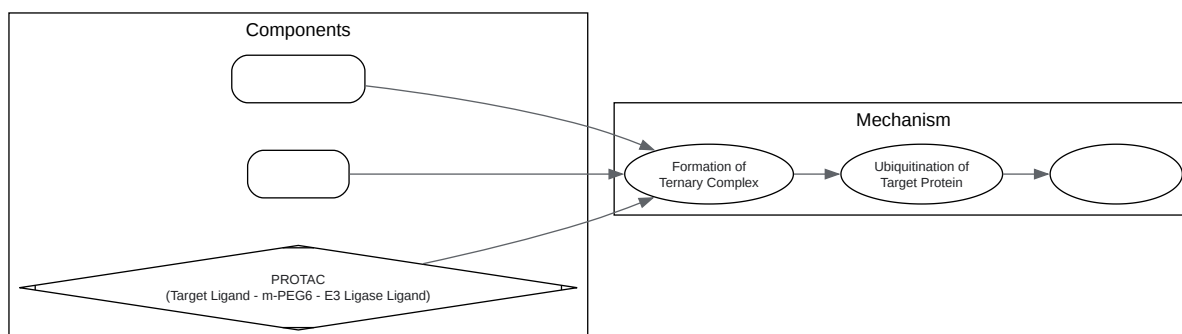 Components
PROTAC
(Target Ligand - m-PEG6 - E3 Ligase Ligand)
Mechanism
Formation of
Ternary Complex
Ubiquitination of
Target Protein